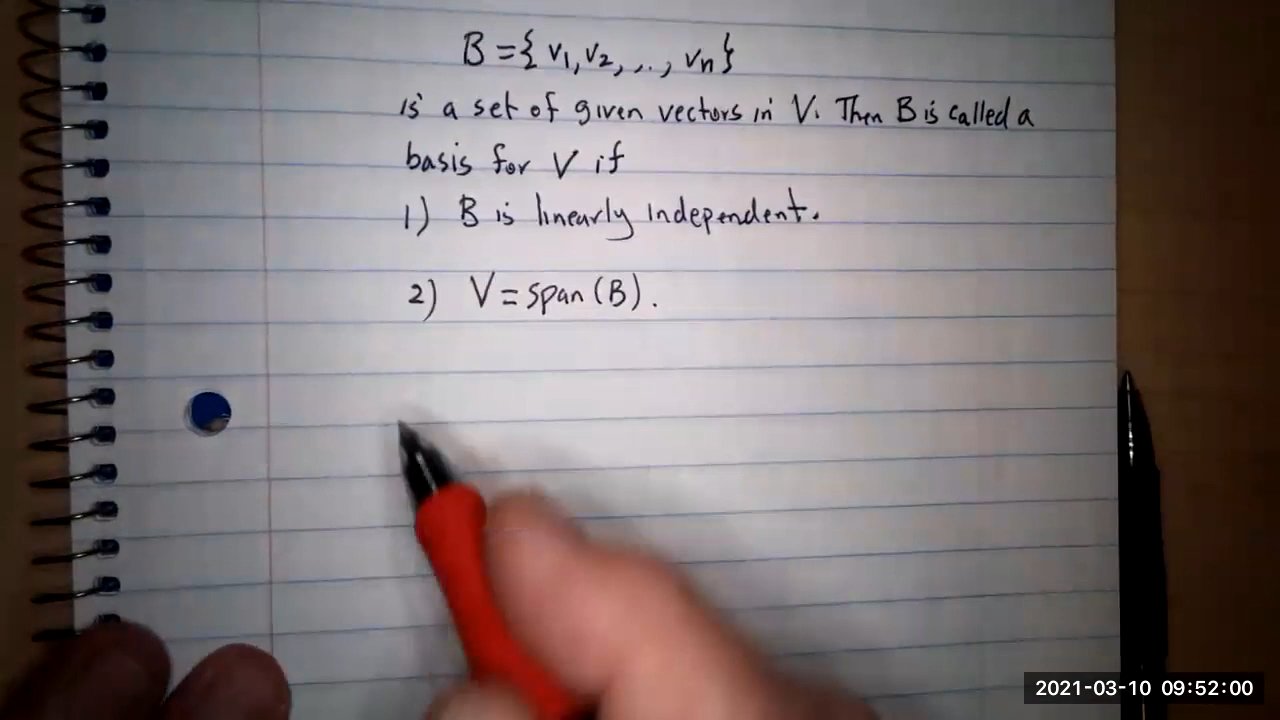 B = { v1, v2, ..., vn }
is a set of given vectors in V. Then B is called a
basis for V if
1) B is linearly independent.
2) V = span (B).
2021-03-10 09:52:00